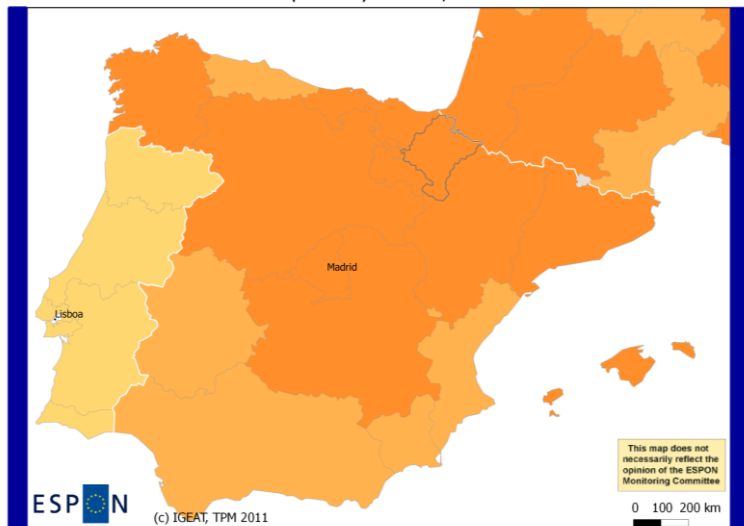 Madrid
Lisboa
This map does not
necessarily reflect the
opinion of the ESPON
Monitoring Committee
ESPON
(c) IGEAT, TPM 2011
0 100 200 km